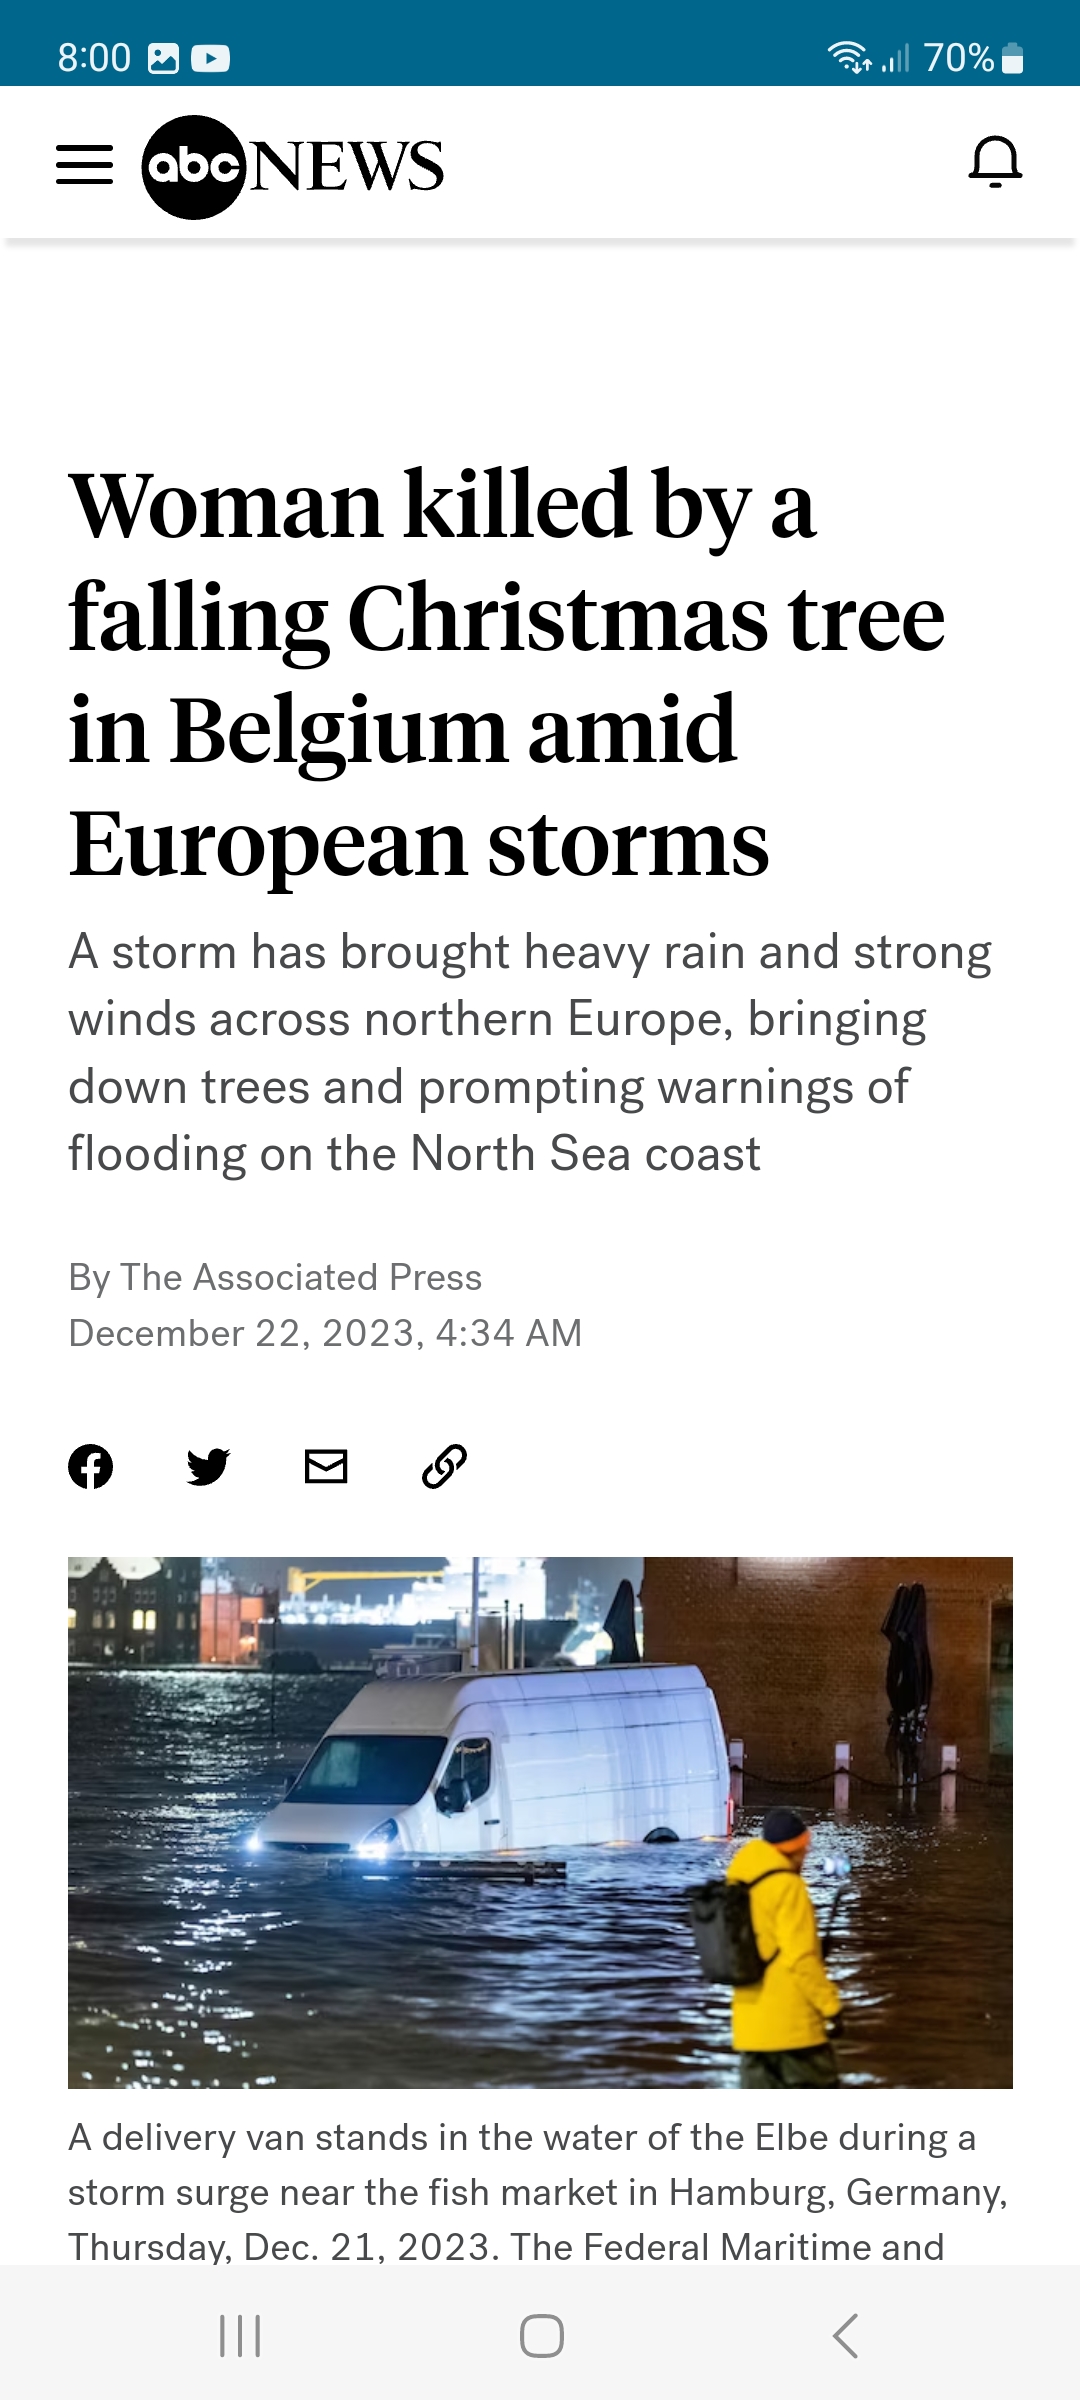 8:00
70%
abc NEWS
Woman killed by a
falling Christmas tree
in Belgium amid
European storms
A storm has brought heavy rain and strong
winds across northern Europe, bringing
down trees and prompting warnings of
flooding on the North Sea coast
By The Associated Press
December 22, 2023, 4:34 AM
A delivery van stands in the water of the Elbe during a
storm surge near the fish market in Hamburg, Germany,
Thursday, Dec. 21, 2023. The Federal Maritime and